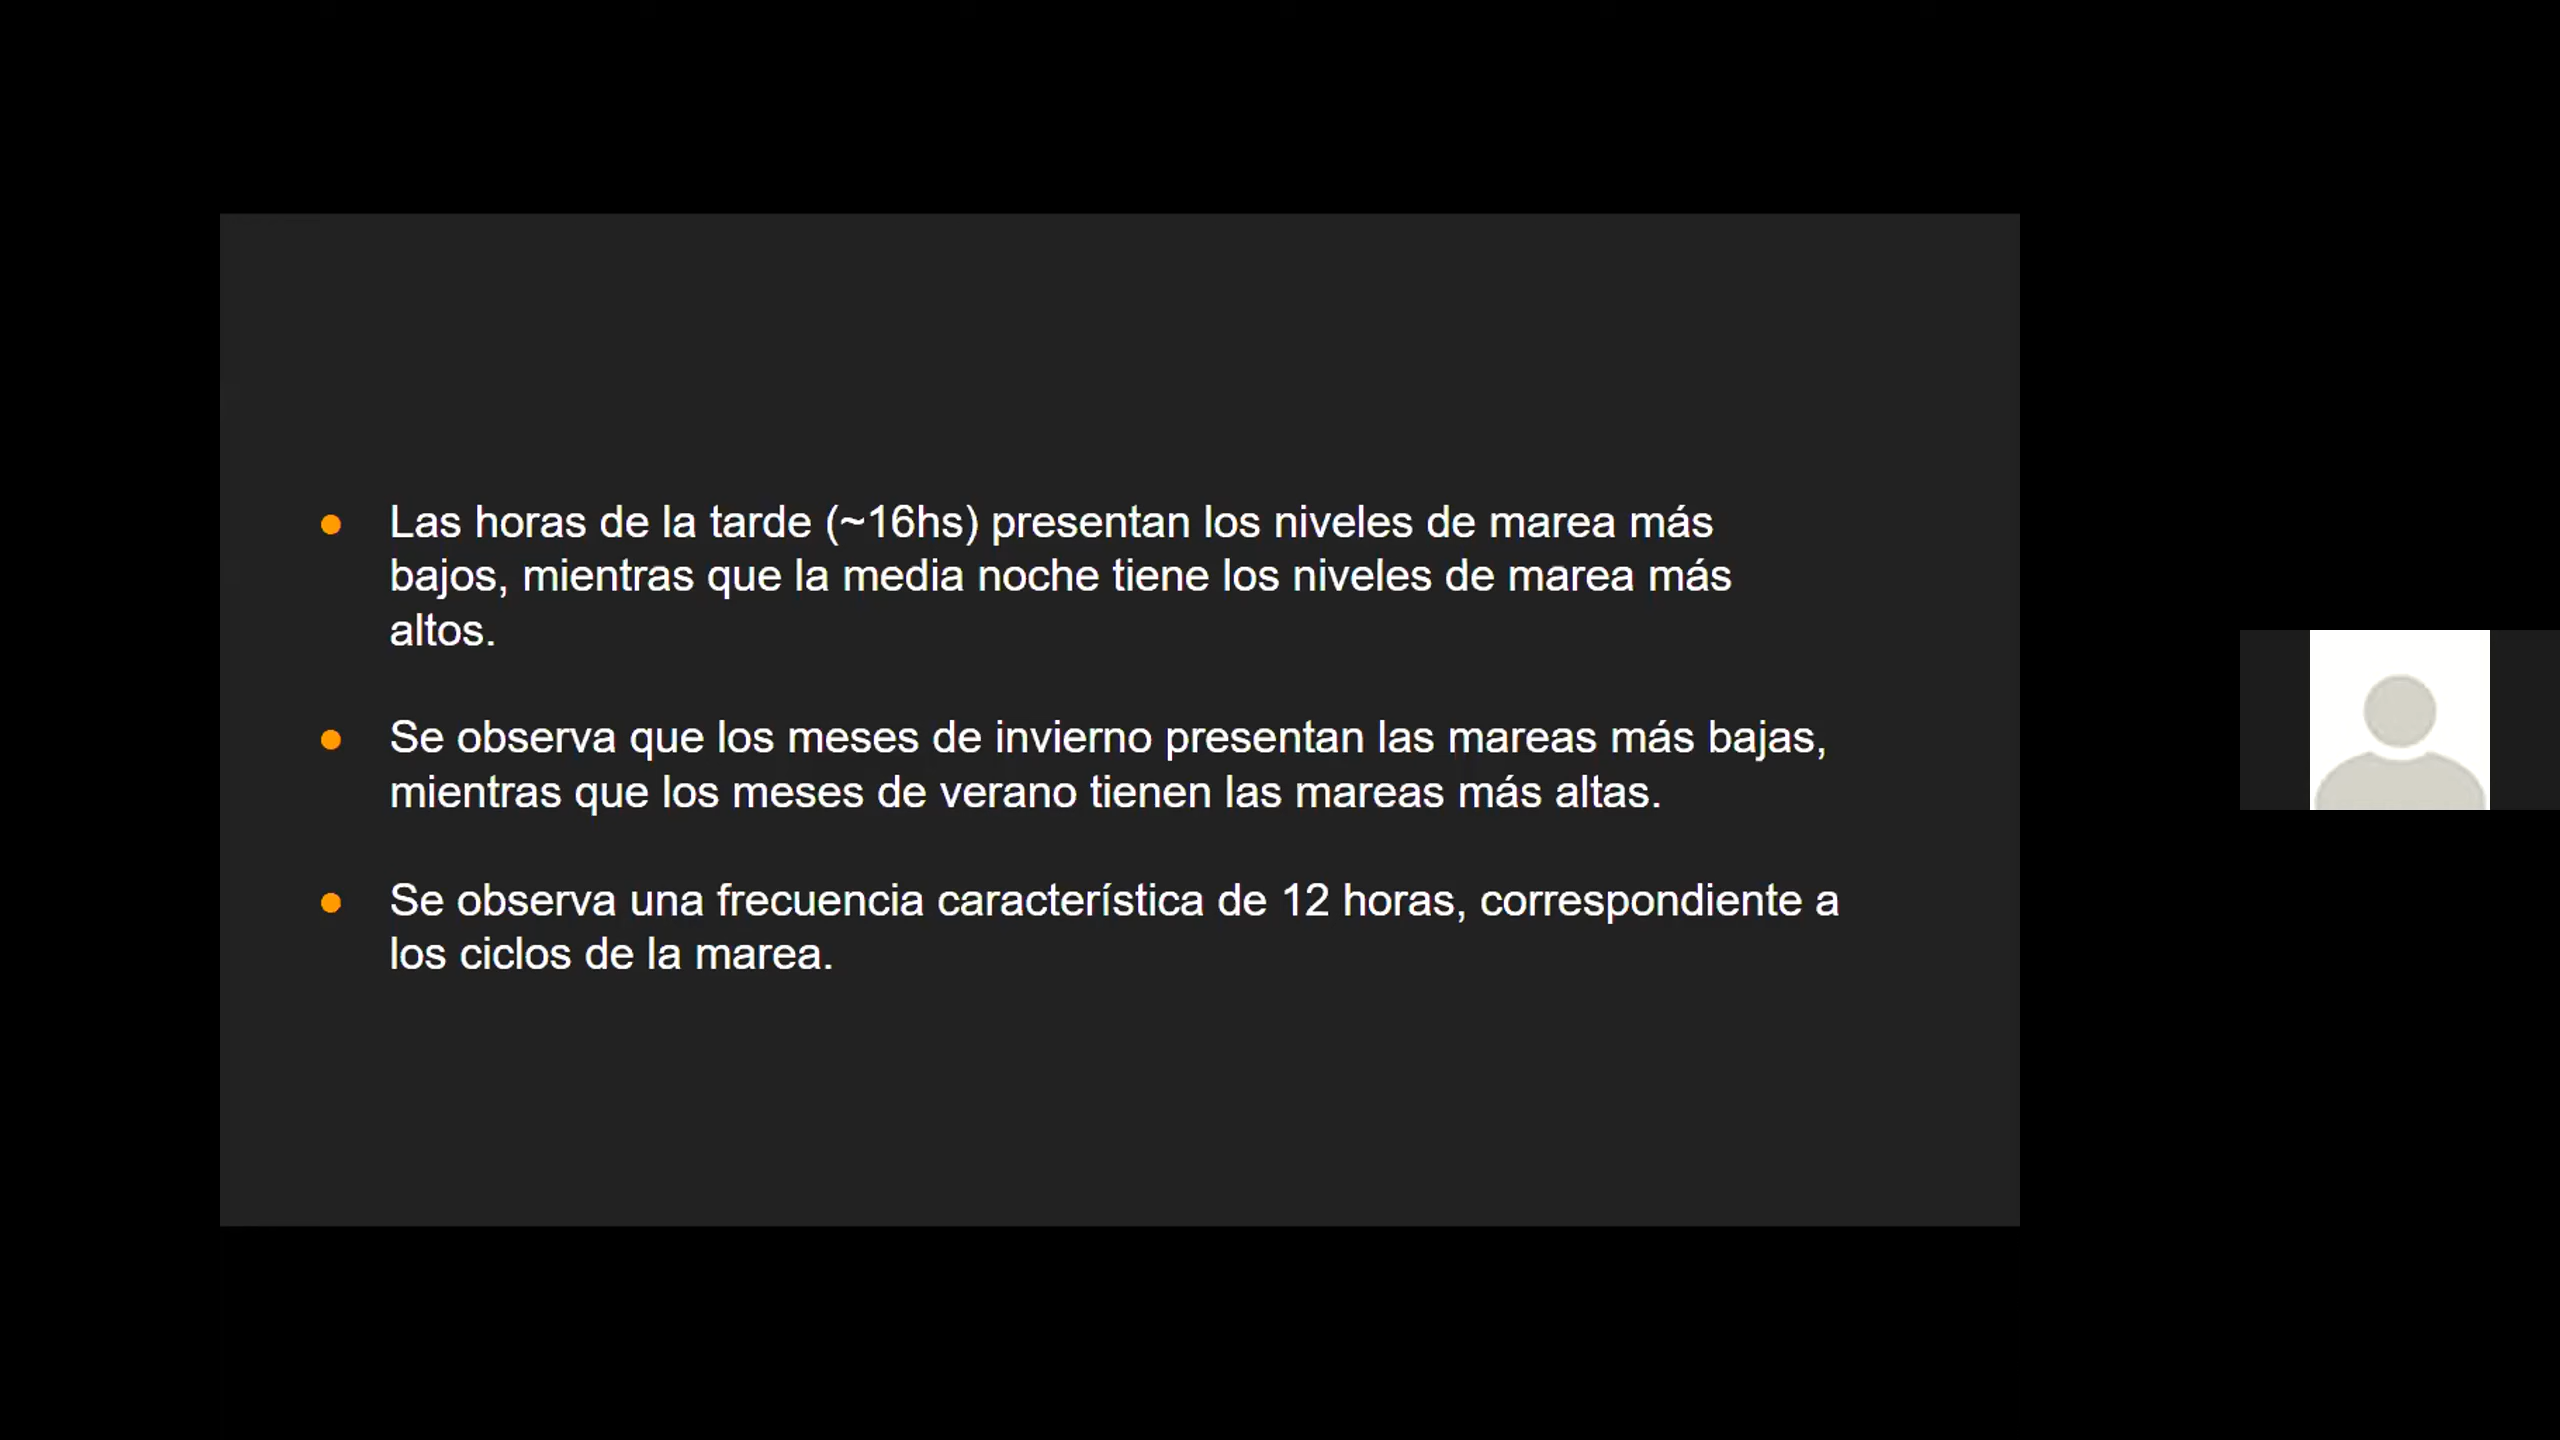 Las horas de la tarde (~16hs) presentan los niveles de marea más
bajos, mientras que la media noche tiene los niveles de marea más
altos.
Se observa que los meses de invierno presentan las mareas más bajas,
mientras que los meses de verano tienen las mareas más altas.
Se observa una frecuencia característica de 12 horas, correspondiente a
los ciclos de la marea.